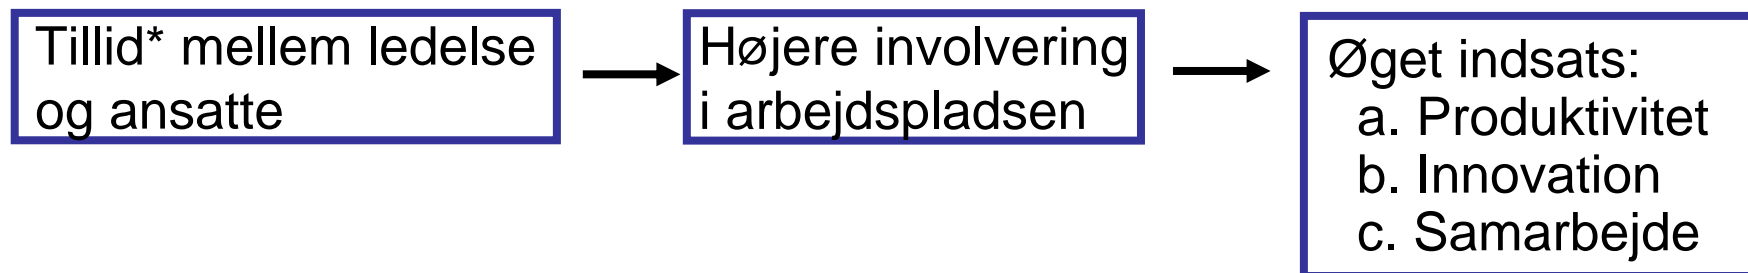 Tillid* mellem ledelse
og ansatte
Højere involvering
i arbejdspladsen
Øget indsats:
a. Produktivitet
b. Innovation
c. Samarbejde